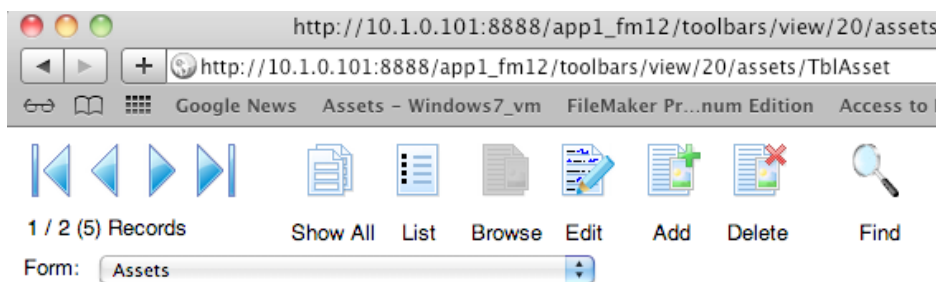 http://10.1.0.101:8888/app1_fm12/toolbars/view/20/assets
http://10.1.0.101:8888/app1_fm12/toolbars/view/20/assets/TblAsset
Google News Assets - Windows7_vm FileMaker Pr...num Edition Access to
1 / 2 (5) Records Show All List Browse Edit Add Delete Find
Form: Assets